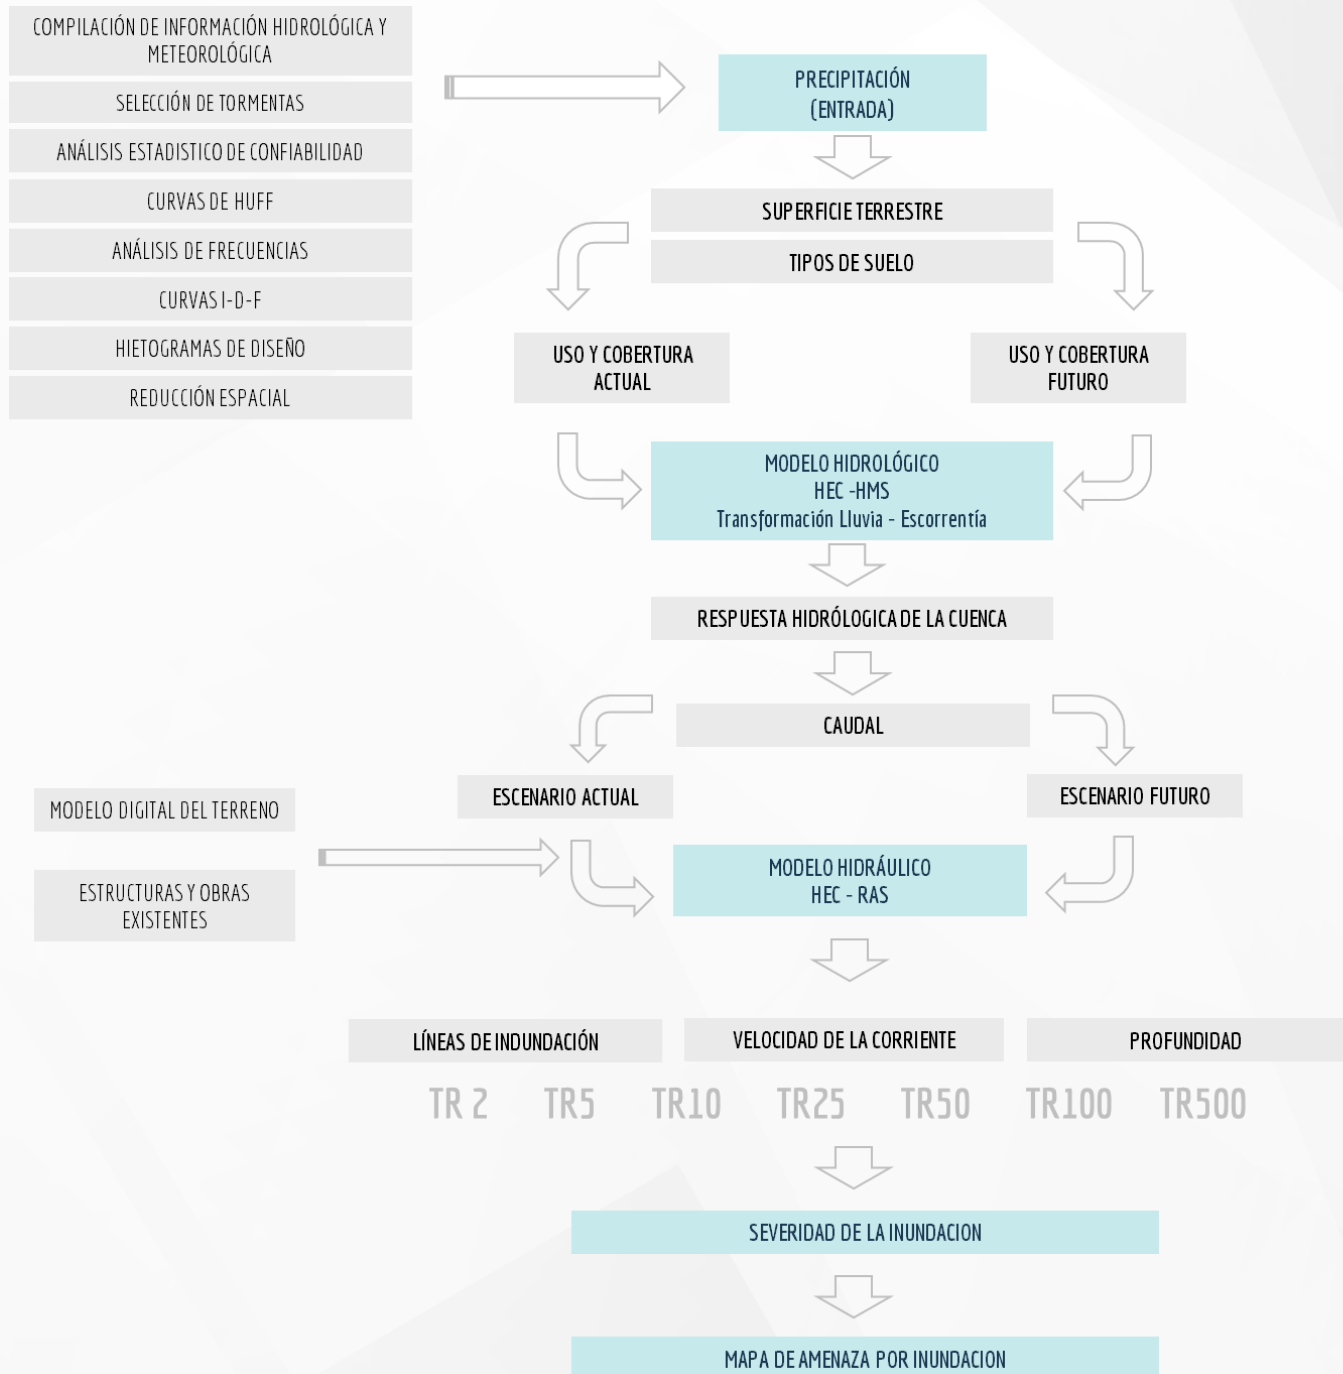 COMPILACIÓN DE INFORMACIÓN HIDROLÓGICA Y
METEOROLÓGICA
SELECCIÓN DE TORMENTAS
ANÁLISIS ESTADISTICO DE CONFIABILIDAD
CURVAS DE HUFF
ANÁLISIS DE FRECUENCIAS
CURVAS I-D-F
HIETOGRAMAS DE DISEÑO
REDUCCIÓN ESPACIAL
PRECIPITACIÓN
(ENTRADA)
SUPERFICIE TERRESTRE
TIPOS DE SUELO
USO Y COBERTURA
ACTUAL
USO Y COBERTURA
FUTURO
MODELO HIDROLÓGICO
HEC -HMS
Transformación Lluvia - Escorrentía
RESPUESTA HIDRÓLOGICA DE LA CUENCA
CAUDAL
ESCENARIO ACTUAL
ESCENARIO FUTURO
MODELO DIGITAL DEL TERRENO
ESTRUCTURAS Y OBRAS
EXISTENTES
MODELO HIDRÁULICO
HEC - RAS
LÍNEAS DE INDUNDACIÓN
VELOCIDAD DE LA CORRIENTE
PROFUNDIDAD
TR 2 TR5 TR10 TR25 TR50 TR100 TR500
SEVERIDAD DE LA INUNDACION
MAPA DE AMENAZA POR INUNDACION